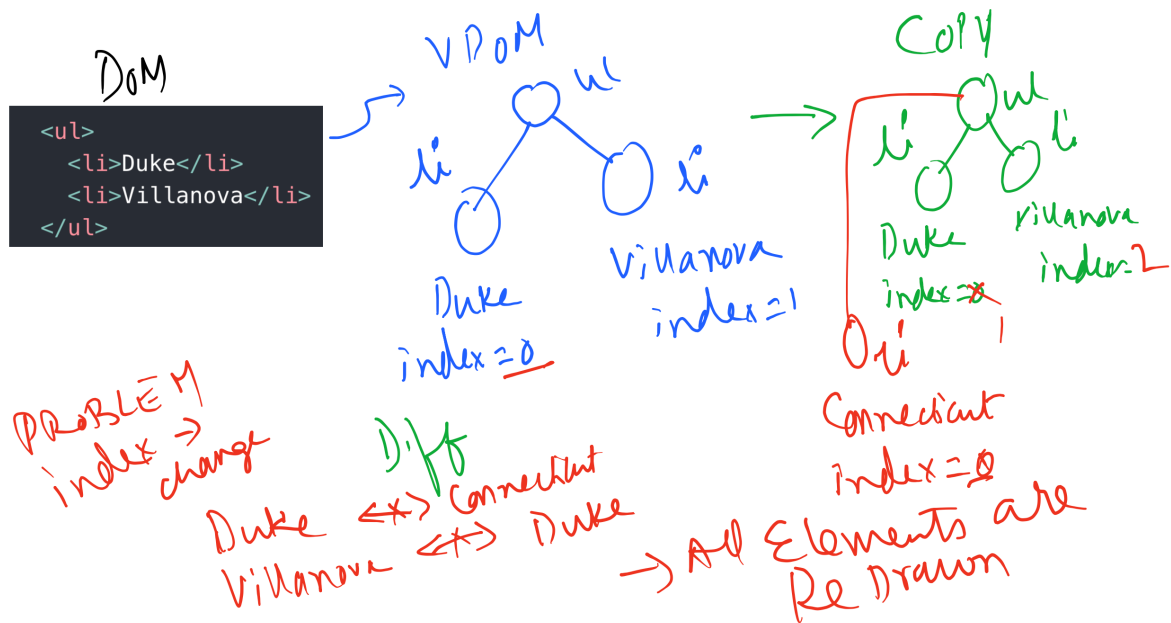 DOM
<ul>
<li>Duke</li>
<li>Villanova</li>
</ul>
VDOM
ul
li
li
Duke
index=0
Villanova
index=1
COPY
ul
li
li
Duke
index=0
1
Villanova
index=2
li
Connecticut
index=0
PROBLEM
index →
change
Diff
Duke <-x-> Connecticut
Villanova <-x-> Duke
→ All Elements are
Re Drawn